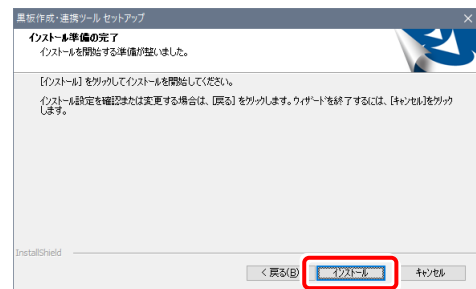 黒板作成・連携ツール セットアップ
インストール準備の完了
インストールを開始する準備が整いました。
[インストール] をクリックしてインストールを開始してください。
インストール設定を確認または変更する場合は、[戻る] をクリックします。ウィザードを終了するには、[キャンセル]をクリック
します。
InstallShield
< 戻る(B) インストール キャンセル